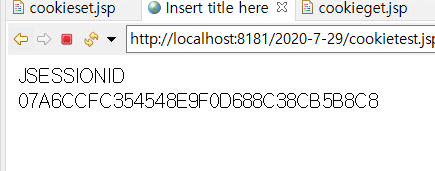 cookieset.jsp Insert title here cookieget.jsp
http://localhost:8181/2020-7-29/cookietest.jsp
JSESSIONID
07A6CCFC354548E9F0D688C38CB5B8C8